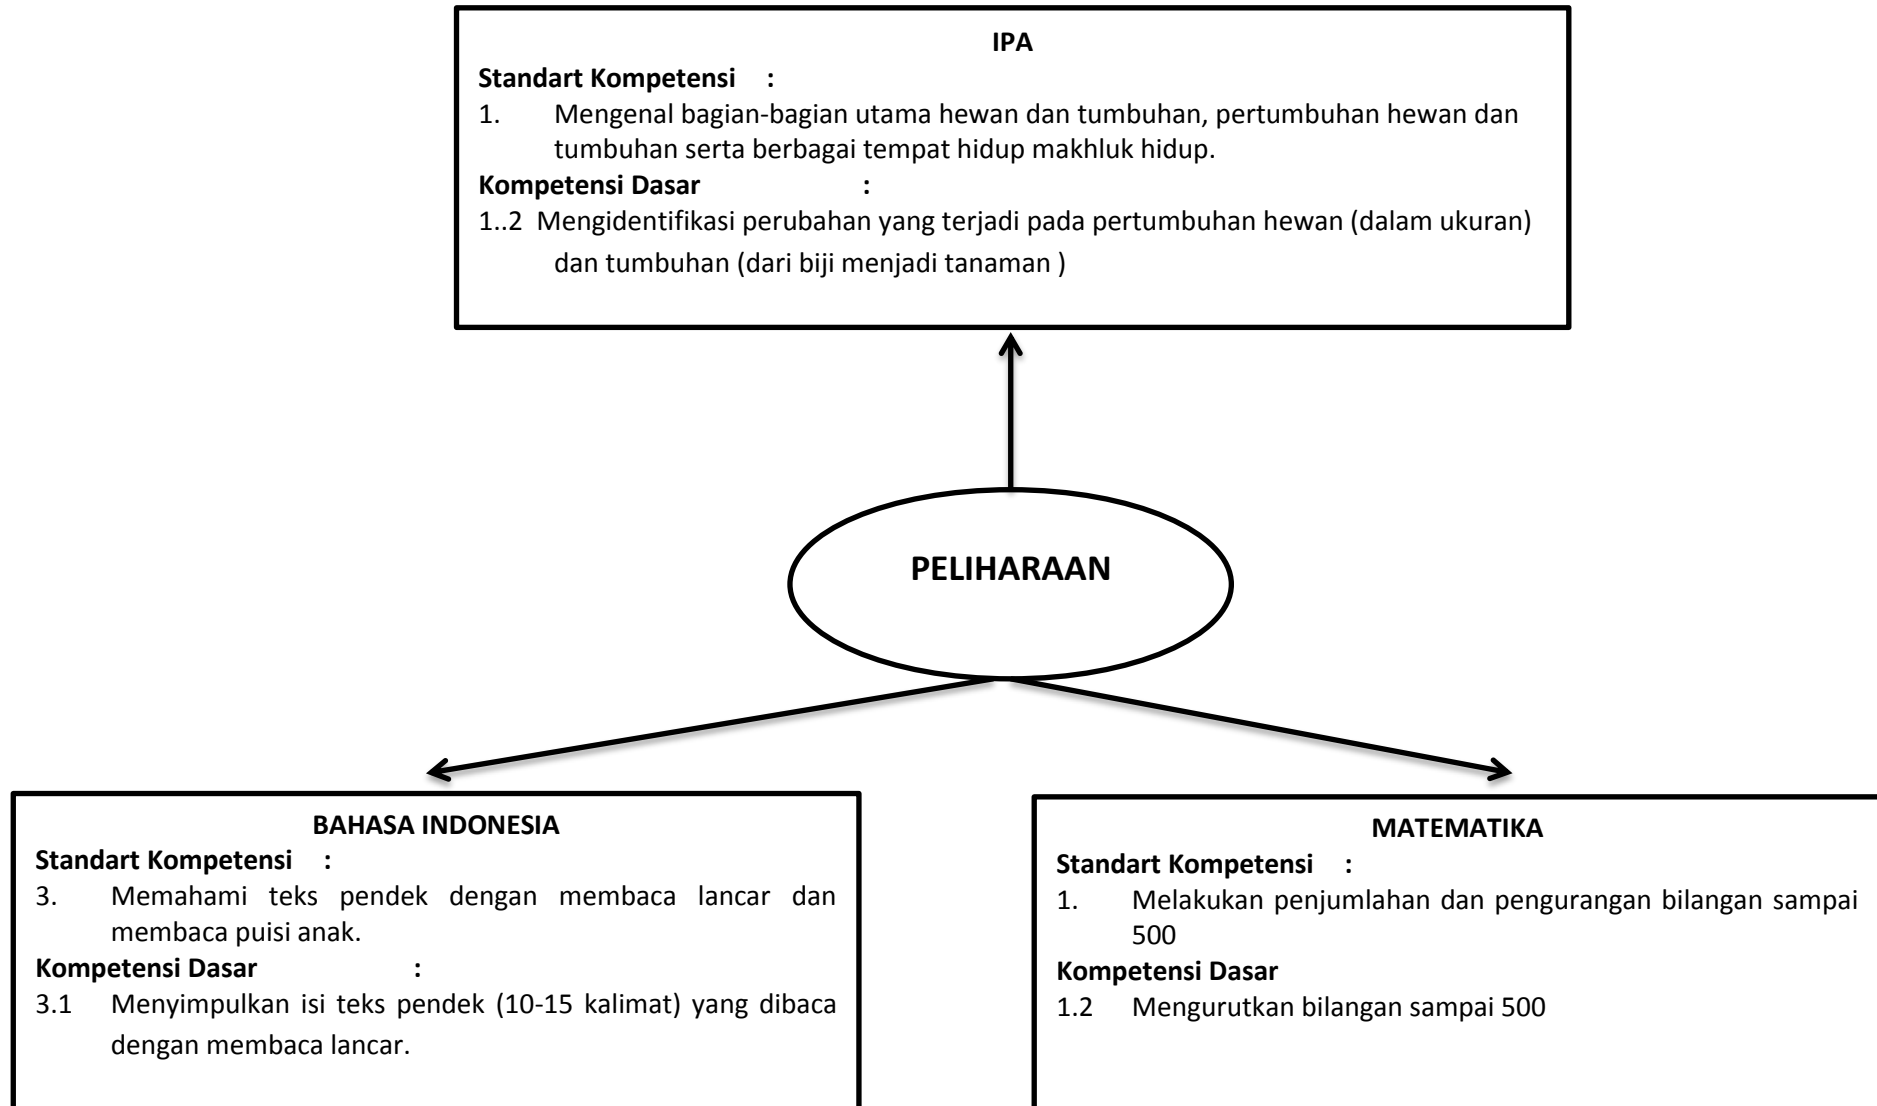 IPA
Standart Kompetensi :
1. Mengenal bagian-bagian utama hewan dan tumbuhan, pertumbuhan hewan dan
tumbuhan serta berbagai tempat hidup makhluk hidup.
Kompetensi Dasar :
1..2 Mengidentifikasi perubahan yang terjadi pada pertumbuhan hewan (dalam ukuran)
dan tumbuhan (dari biji menjadi tanaman )
PELIHARAAN
BAHASA INDONESIA
Standart Kompetensi :
3. Memahami teks pendek dengan membaca lancar dan
membaca puisi anak.
Kompetensi Dasar :
3.1 Menyimpulkan isi teks pendek (10-15 kalimat) yang dibaca
dengan membaca lancar.
MATEMATIKA
Standart Kompetensi :
1. Melakukan penjumlahan dan pengurangan bilangan sampai
500
Kompetensi Dasar
1.2 Mengurutkan bilangan sampai 500